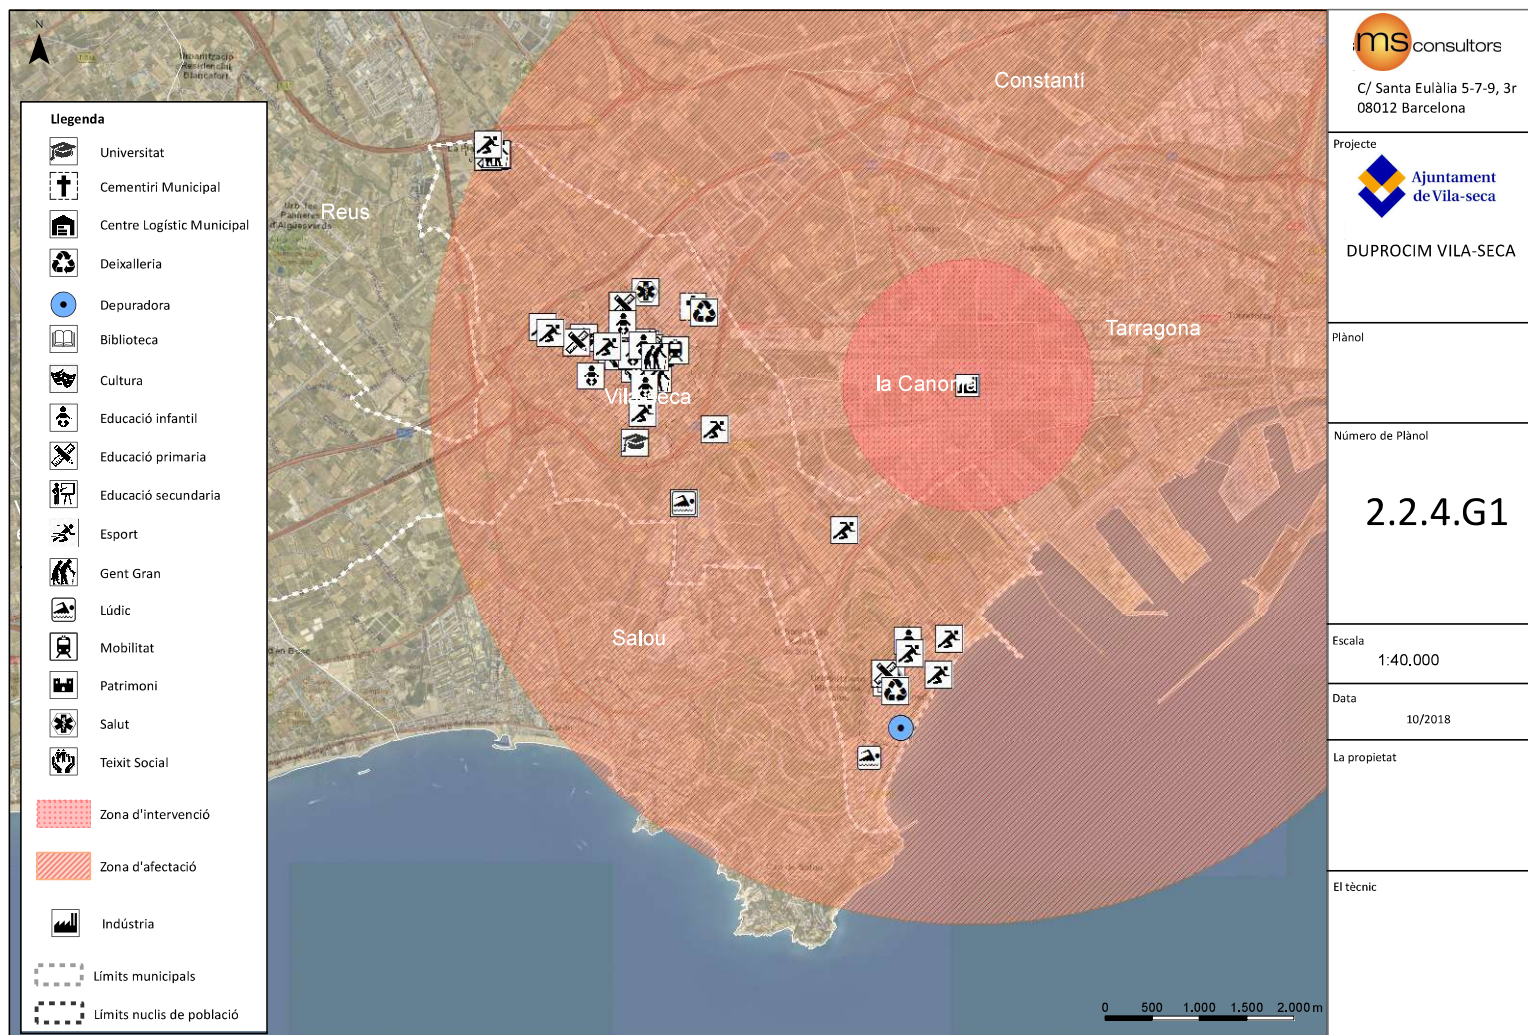 N
Llegenda
Universitat
Cementiri Municipal
Centre Logístic Municipal
Deixalleria
Depuradora
Biblioteca
Cultura
Educació infantil
Educació primaria
Educació secundaria
Esport
Gent Gran
Lúdic
Mobilitat
Patrimoni
Salut
Teixit Social
Zona d'intervenció
Zona d'afectació
Indústria
Límits municipals
Límits nuclis de població
Urbanització
Residencial
Blancafort
Reus
Constantí
Tarragona
la Canonja
Vila-seca
Salou
0 500 1.000 1.500 2.000 m
ms consultors
C/ Santa Eulàlia 5-7-9, 3r
08012 Barcelona
Projecte
Ajuntament
de Vila-seca
DUPROCIM VILA-SECA
Plànol
Número de Plànol
2.2.4.G1
Escala
1:40.000
Data
10/2018
La propietat
El tècnic